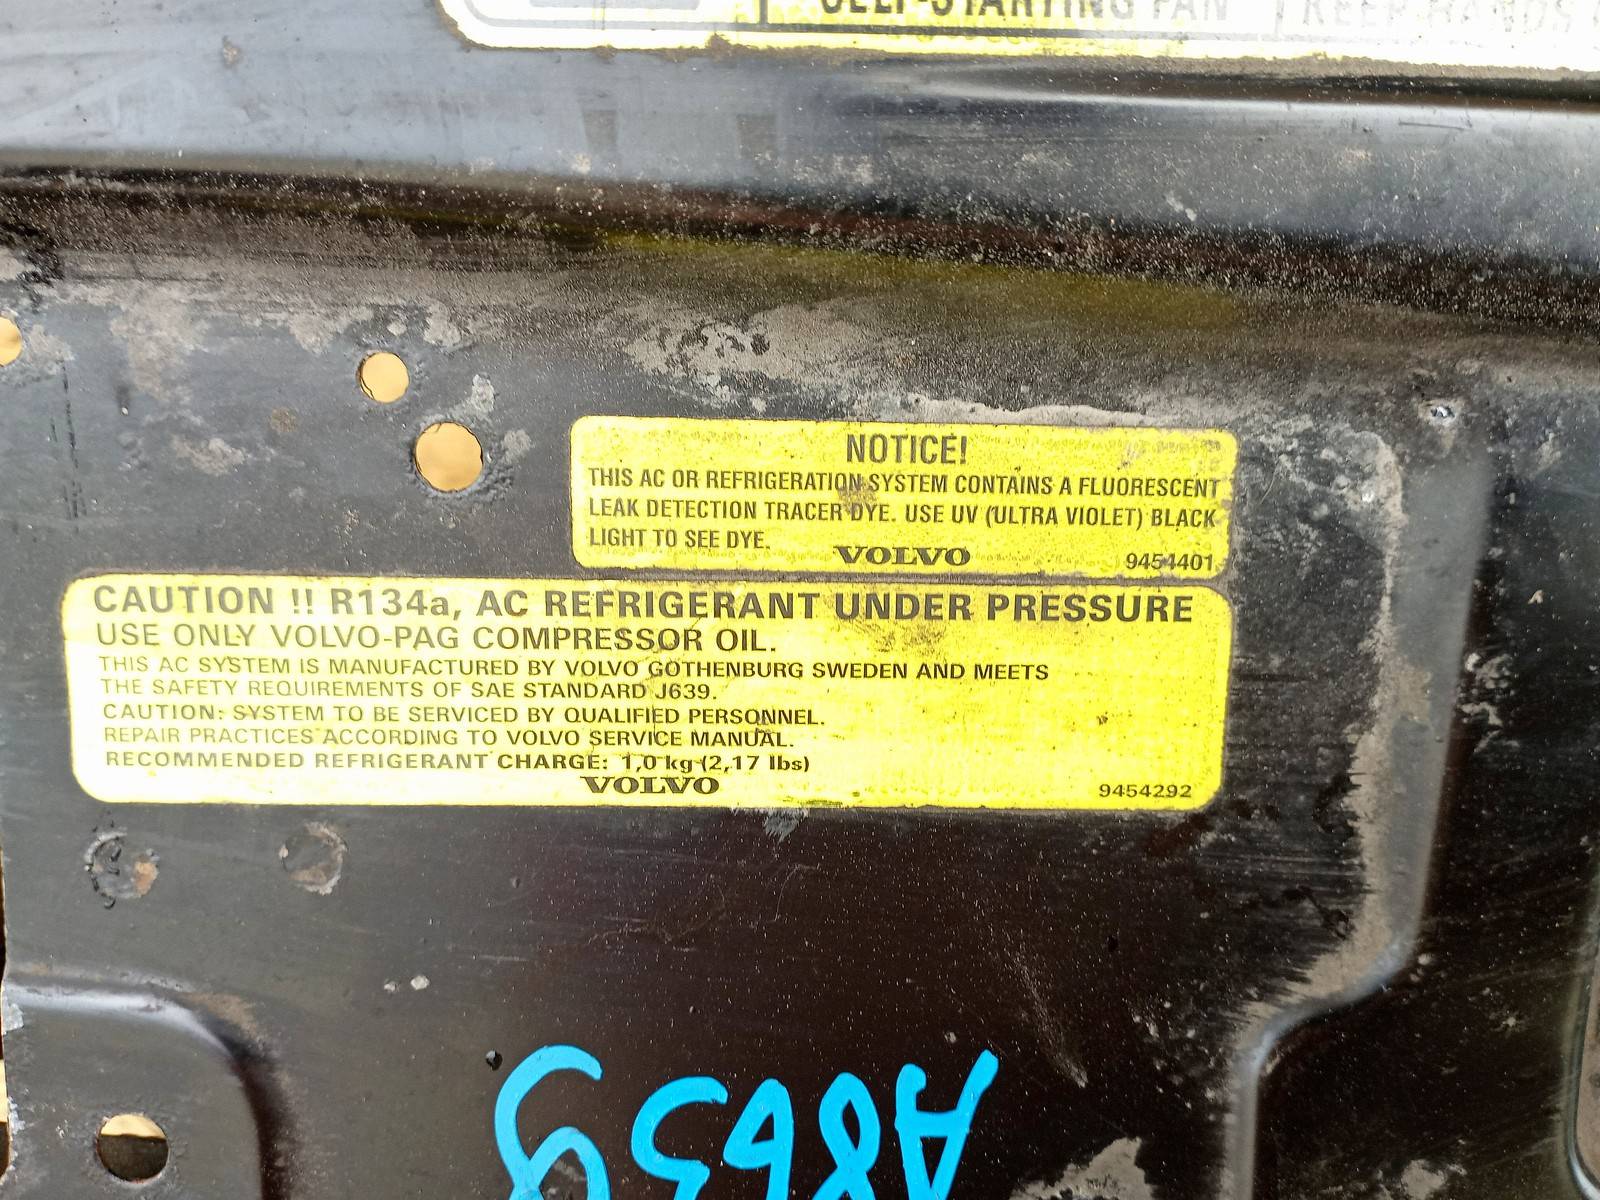 SELF-STARTING FAN KEEP HANDS
NOTICE!
THIS AC OR REFRIGERATION SYSTEM CONTAINS A FLUORESCENT
LEAK DETECTION TRACER DYE. USE UV (ULTRA VIOLET) BLACK
LIGHT TO SEE DYE.
VOLVO 9454401
CAUTION !! R134a, AC REFRIGERANT UNDER PRESSURE
USE ONLY VOLVO-PAG COMPRESSOR OIL.
THIS AC SYSTEM IS MANUFACTURED BY VOLVO GOTHENBURG SWEDEN AND MEETS
THE SAFETY REQUIREMENTS OF SAE STANDARD J639.
CAUTION: SYSTEM TO BE SERVICED BY QUALIFIED PERSONNEL.
REPAIR PRACTICES ACCORDING TO VOLVO SERVICE MANUAL.
RECOMMENDED REFRIGERANT CHARGE: 1,0 kg (2,17 lbs)
VOLVO 9454292